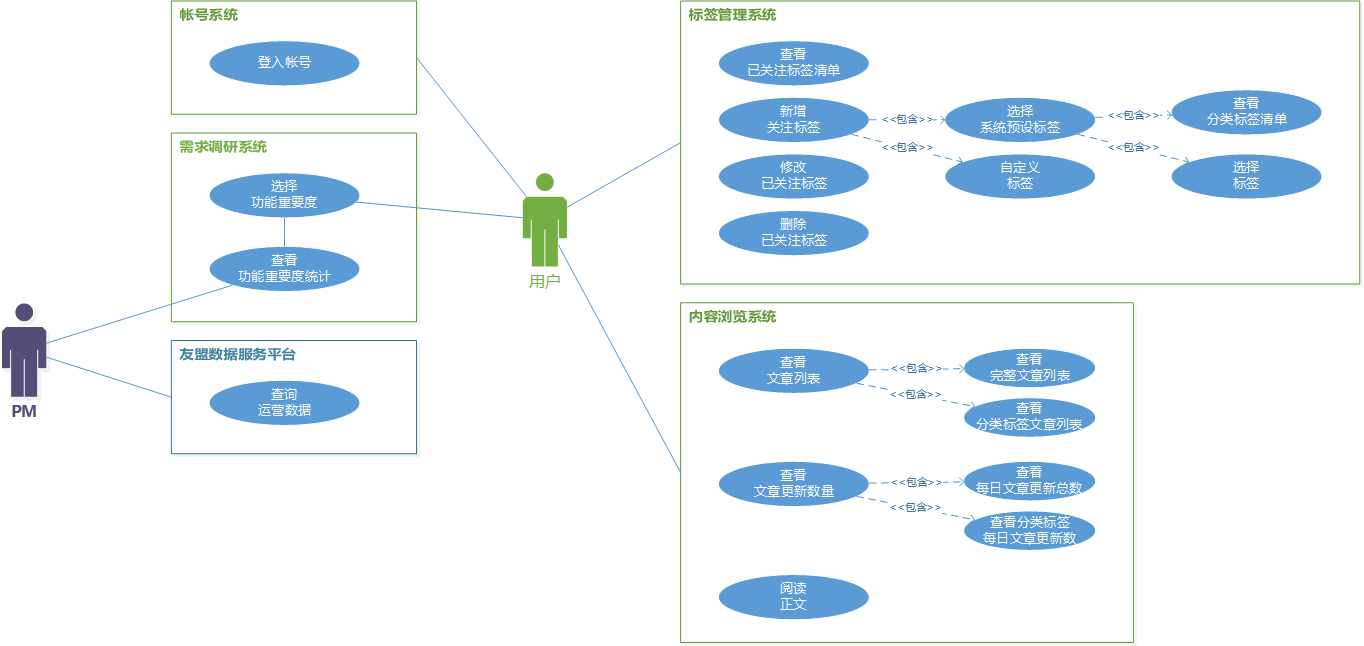 帐号系统
登入帐号
需求调研系统
选择
功能重要度
查看
功能重要度统计
友盟数据服务平台
查询
运营数据
PM
用户
标签管理系统
查看
已关注标签清单
新增
关注标签
<<包含>>
<<包含>>
选择
系统预设标签
<<包含>>
<<包含>>
查看
分类标签清单
修改
已关注标签
自定义
标签
选择
标签
删除
已关注标签
内容浏览系统
查看
文章列表
<<包含>>
<<包含>>
查看
完整文章列表
查看
分类标签文章列表
查看
文章更新数量
<<包含>>
<<包含>>
查看
每日文章更新总数
查看分类标签
每日文章更新数
阅读
正文